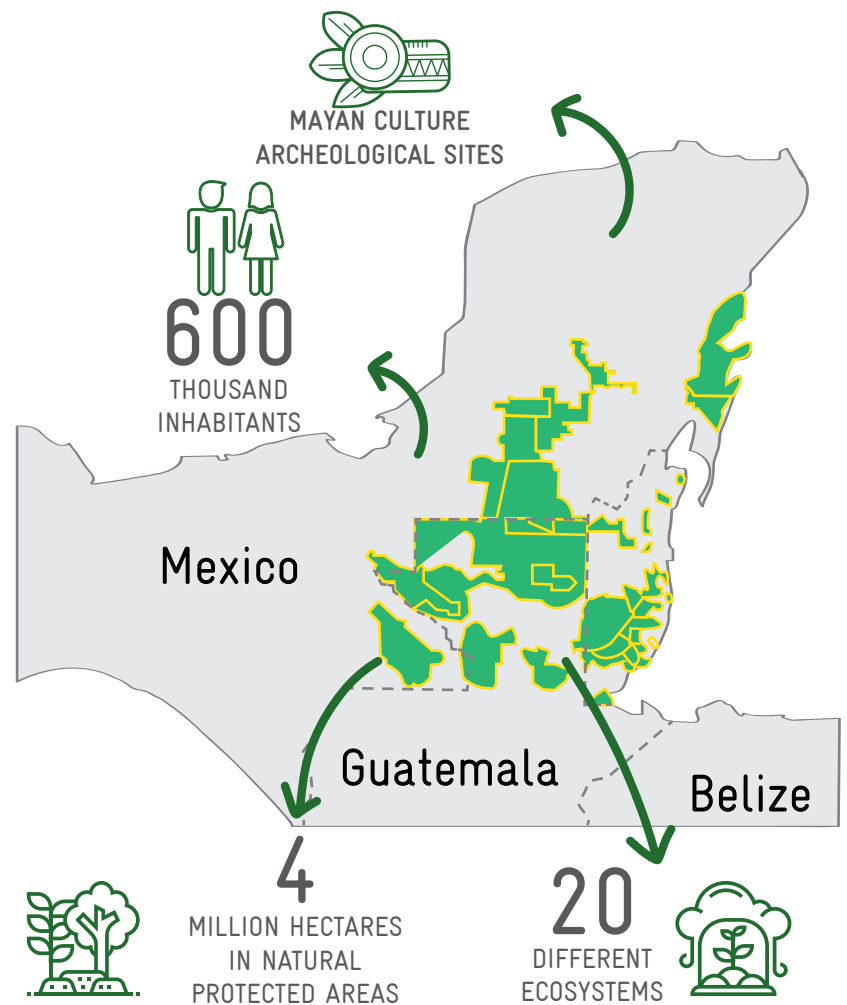 MAYAN CULTURE
ARCHEOLOGICAL SITES
600
THOUSAND
INHABITANTS
Mexico
Guatemala
Belize
4
MILLION HECTARES
IN NATURAL
PROTECTED AREAS
20
DIFFERENT
ECOSYSTEMS